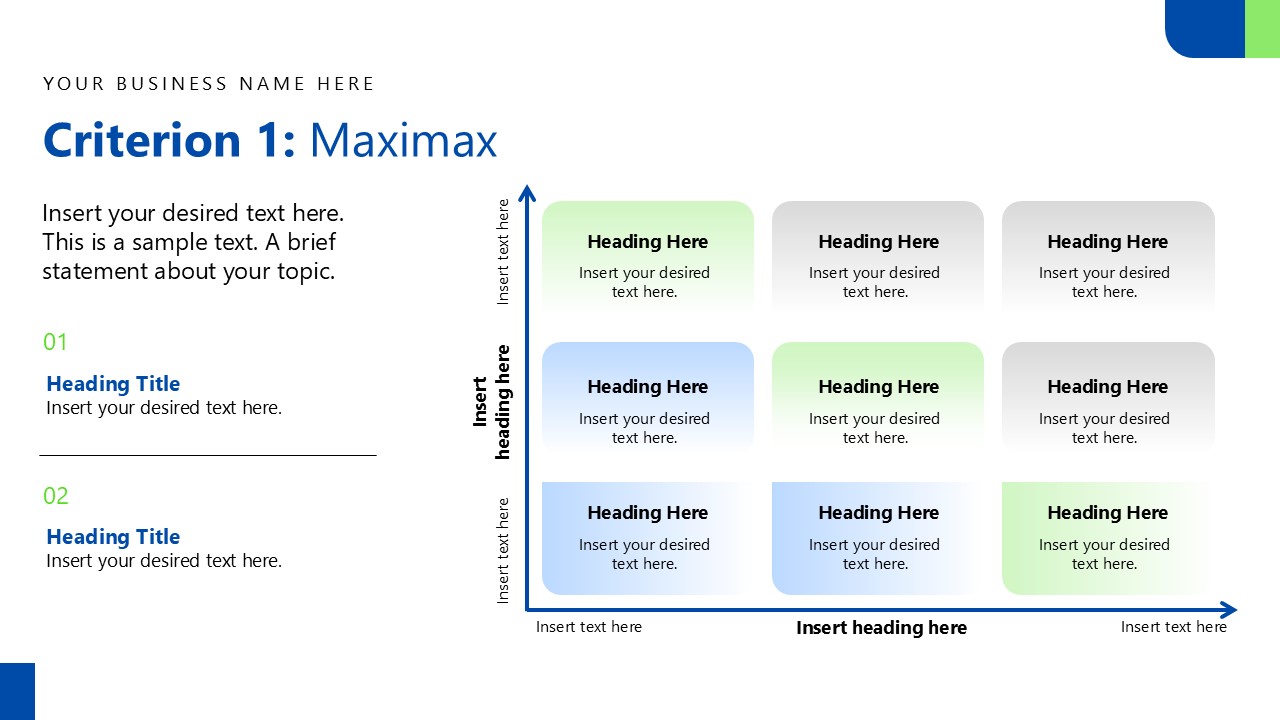 YOUR BUSINESS NAME HERE
Criterion 1: Maximax
Insert your desired text here.
This is a sample text. A brief
statement about your topic.
01
Heading Title
Insert your desired text here.
02
Heading Title
Insert your desired text here.
Insert text here
Insert
heading here
Insert text here
Heading Here
Insert your desired
text here.
Heading Here
Insert your desired
text here.
Heading Here
Insert your desired
text here.
Heading Here
Insert your desired
text here.
Heading Here
Insert your desired
text here.
Heading Here
Insert your desired
text here.
Heading Here
Insert your desired
text here.
Heading Here
Insert your desired
text here.
Heading Here
Insert your desired
text here.
Insert text here
Insert heading here
Insert text here